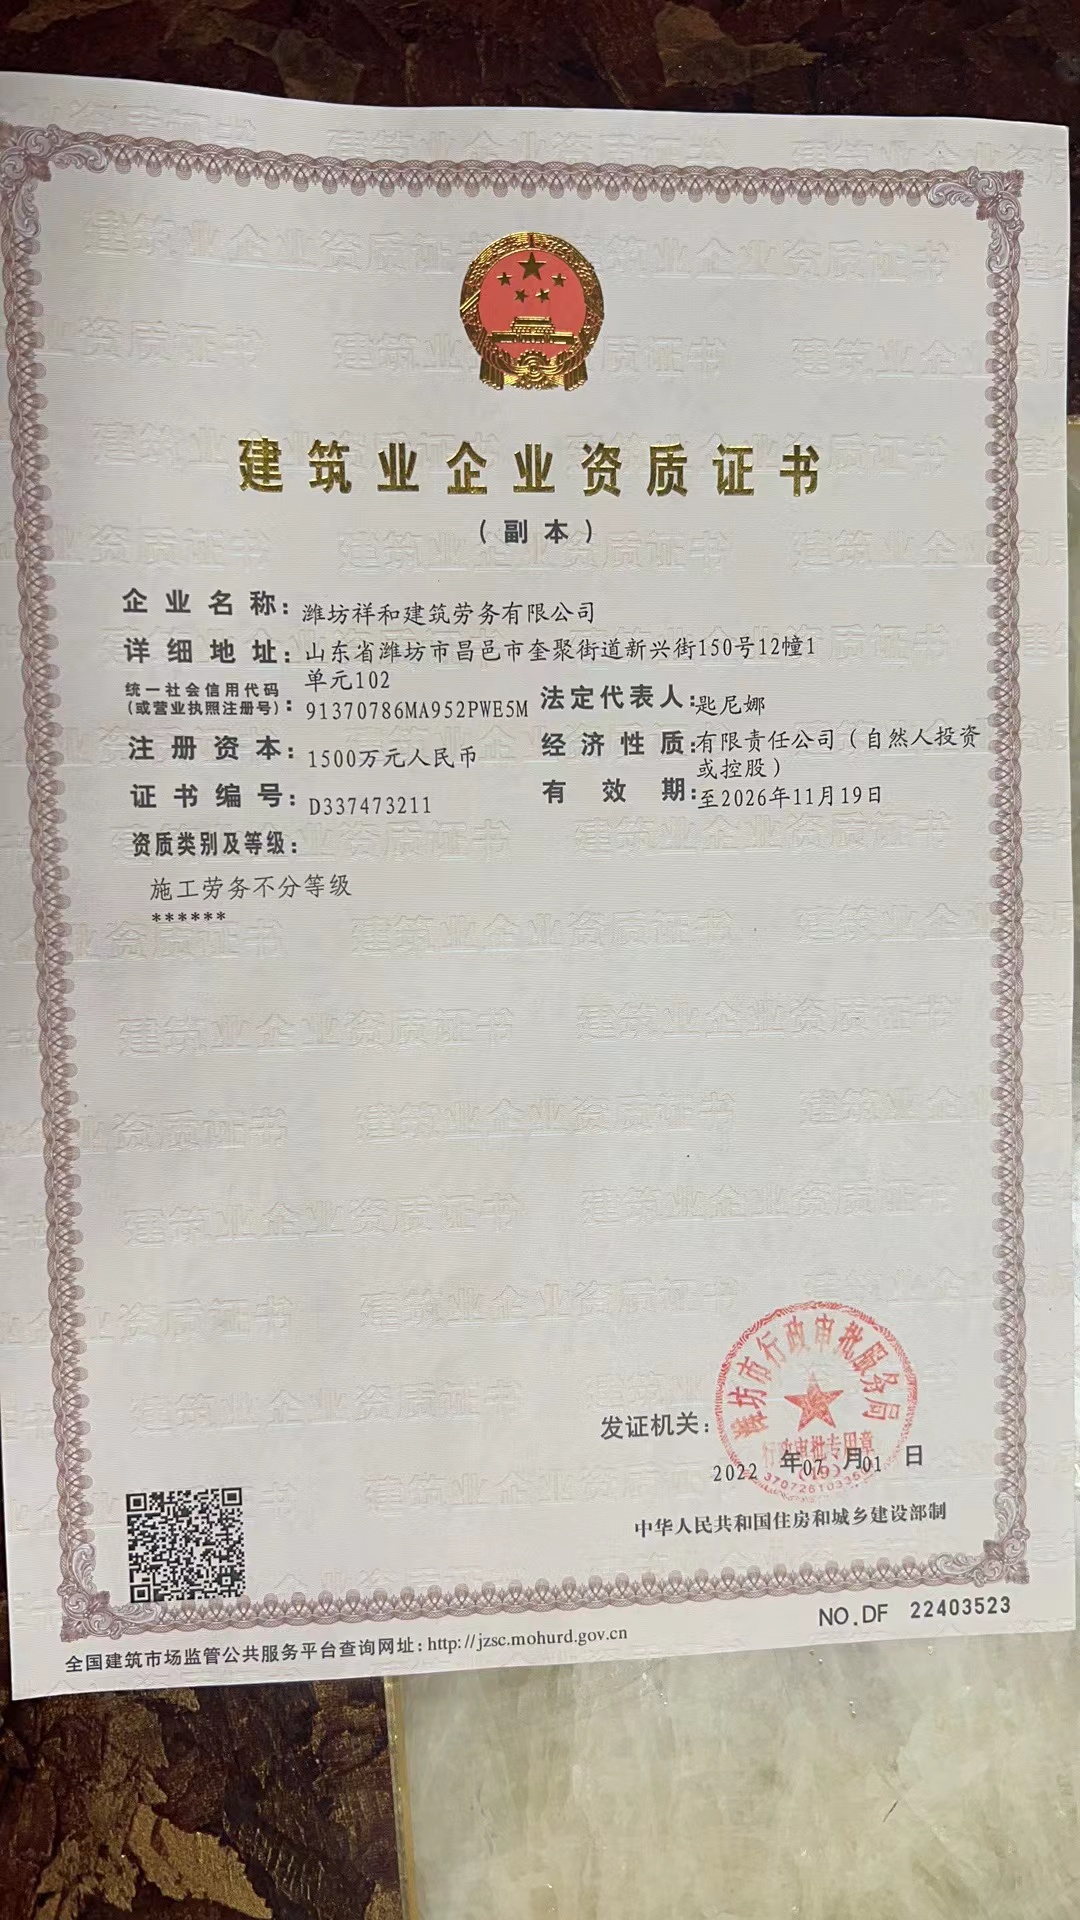 建筑业企业资质证书
（副本）
企业名称：潍坊祥和建筑劳务有限公司
详细地址：山东省潍坊市昌邑市奎聚街道新兴街150号12幢1
单元102
统一社会信用代码
（或营业执照注册号）：91370786MA952PWE5M
法定代表人：匙尼娜
注册资本：1500万元人民币
经济性质：有限责任公司（自然人投资
或控股）
证书编号：D337473211
有效期：至2026年11月19日
资质类别及等级：
施工劳务不分等级
******
潍坊市行政审批服务局
发证机关：
行政审批专用章
2022 年07 月01 日
中华人民共和国住房和城乡建设部制
NO.DF 22403523
全国建筑市场监管公共服务平台查询网址：http://jzsc.mohurd.gov.cn